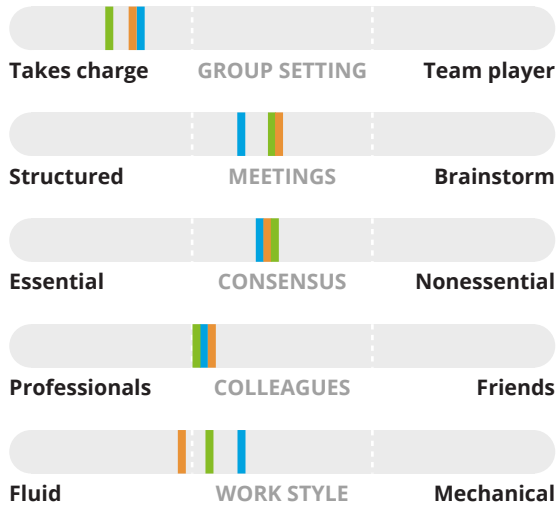 Takes charge GROUP SETTING Team player
Structured MEETINGS Brainstorm
Essential CONSENSUS Nonessential
Professionals COLLEAGUES Friends
Fluid WORK STYLE Mechanical